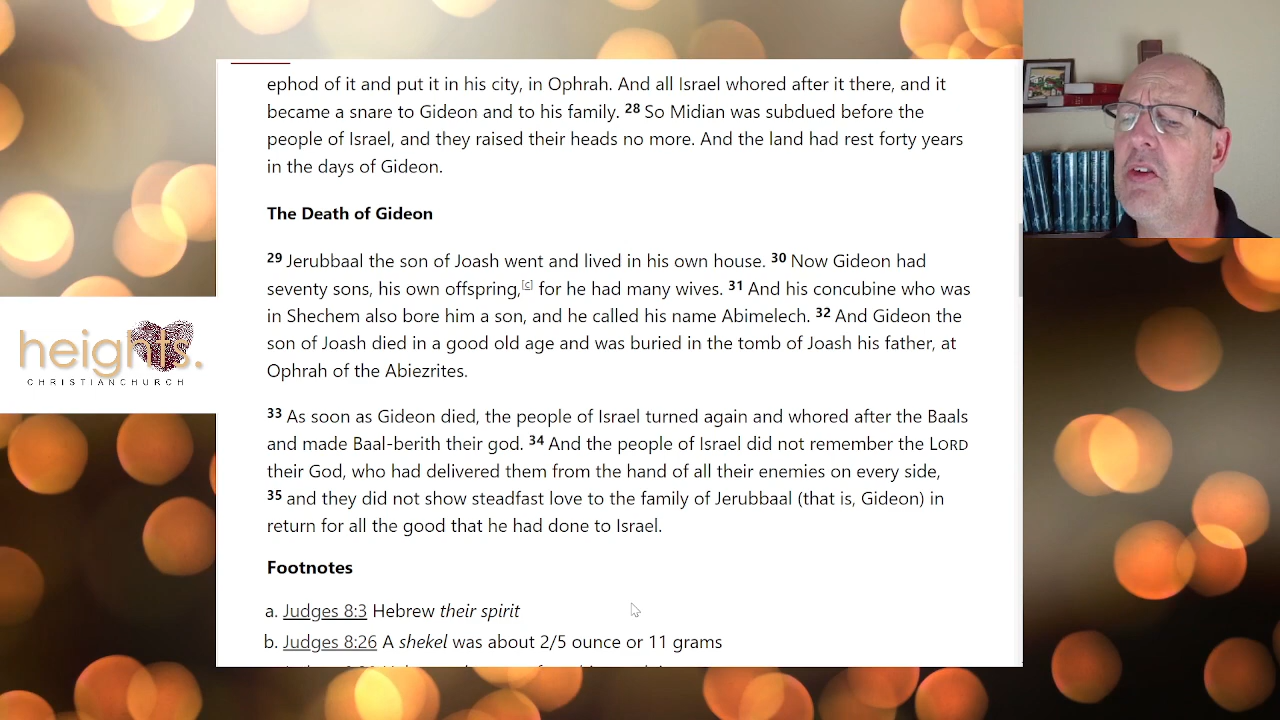 ephod of it and put it in his city, in Ophrah. And all Israel whored after it there, and it
became a snare to Gideon and to his family. 28 So Midian was subdued before the
people of Israel, and they raised their heads no more. And the land had rest forty years
in the days of Gideon.
The Death of Gideon
29 Jerubbaal the son of Joash went and lived in his own house. 30 Now Gideon had
seventy sons, his own offspring,[c] for he had many wives. 31 And his concubine who was
in Shechem also bore him a son, and he called his name Abimelech. 32 And Gideon the
son of Joash died in a good old age and was buried in the tomb of Joash his father, at
Ophrah of the Abiezrites.
heights.
CHRISTIANCHURCH
33 As soon as Gideon died, the people of Israel turned again and whored after the Baals
and made Baal-berith their god. 34 And the people of Israel did not remember the LORD
their God, who had delivered them from the hand of all their enemies on every side,
35 and they did not show steadfast love to the family of Jerubbaal (that is, Gideon) in
return for all the good that he had done to Israel.
Footnotes
a. Judges 8:3 Hebrew their spirit
b. Judges 8:26 A shekel was about 2/5 ounce or 11 grams